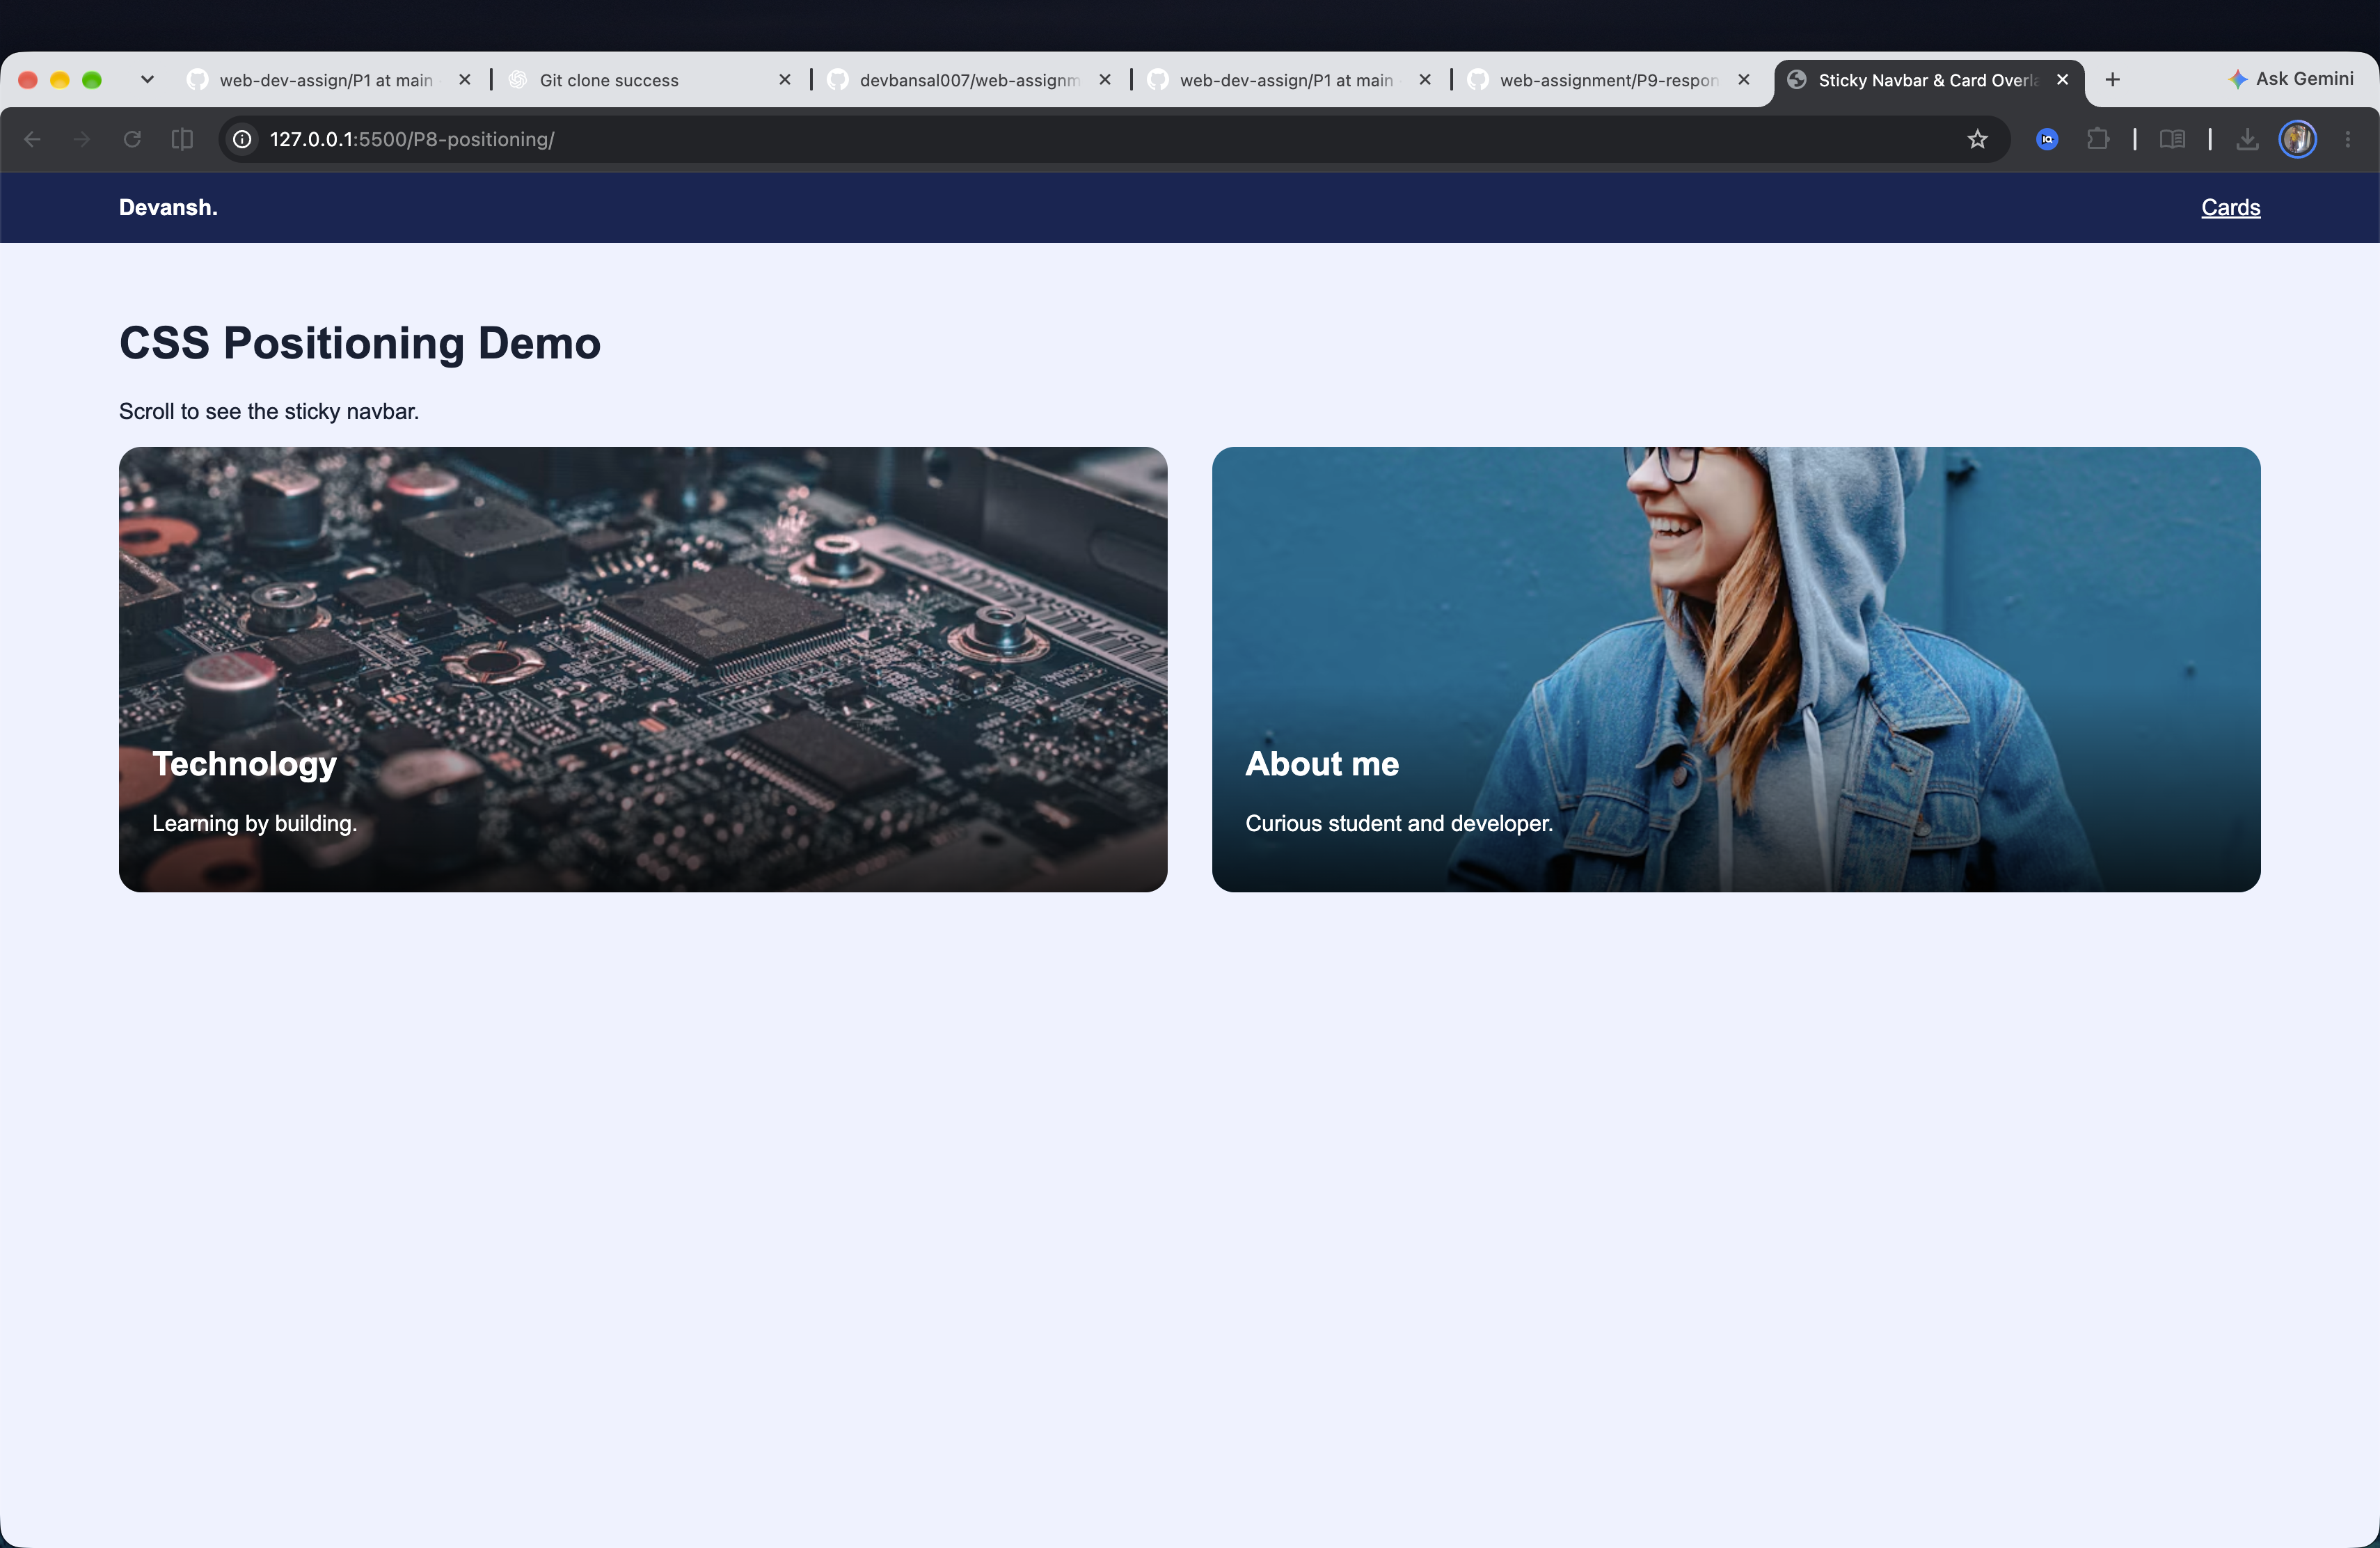 web-dev-assign/P1 at main
Git clone success
devbansal007/web-assignm
web-dev-assign/P1 at main
web-assignment/P9-respon
Sticky Navbar & Card Overla
Ask Gemini
127.0.0.1:5500/P8-positioning/
Devansh.
Cards
CSS Positioning Demo
Scroll to see the sticky navbar.
Technology
Learning by building.
About me
Curious student and developer.